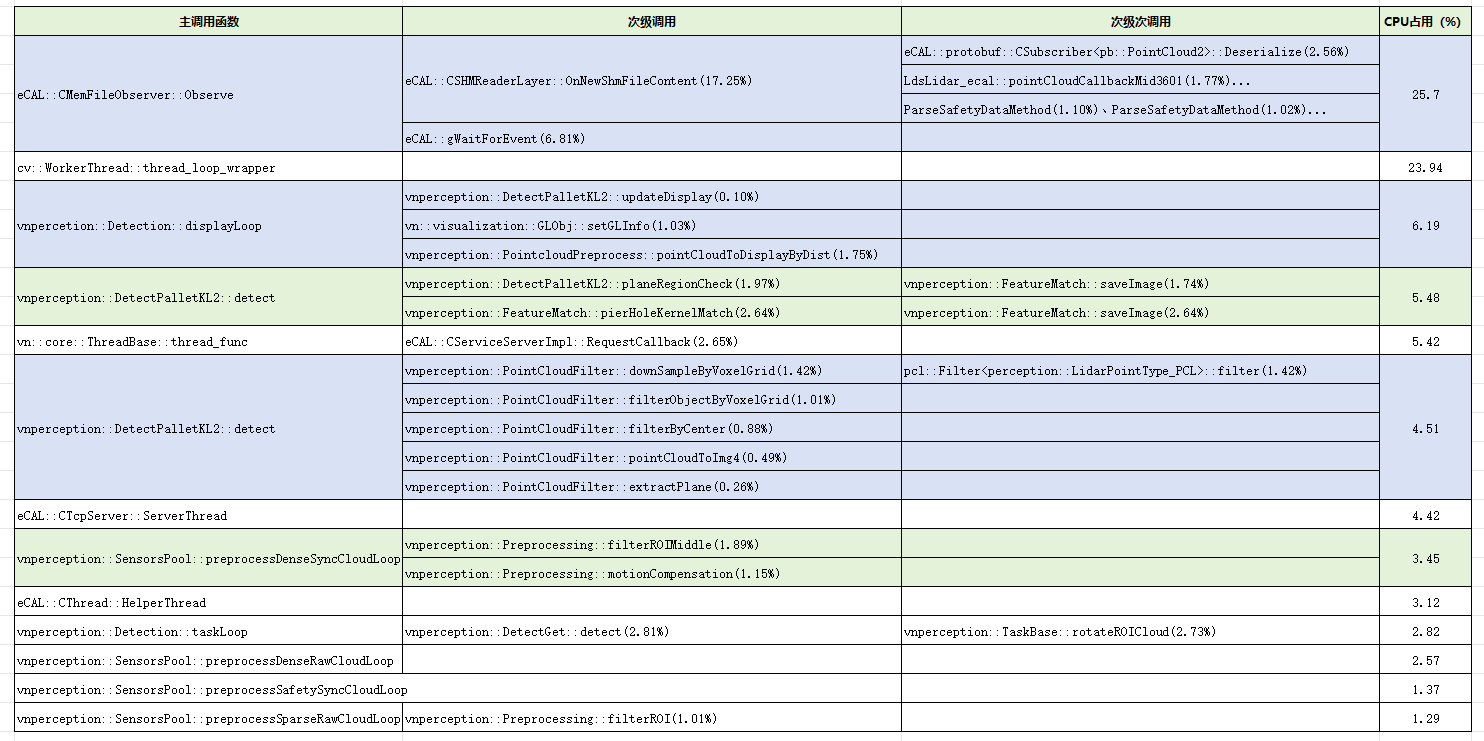 主调用函数 次级调用 次级次调用 CPU占用（%）
eCAL::CMemFileObserver::Observe eCAL::CSHMReaderLayer::OnNewShmFileContent(17.25%) eCAL::protobuf::CSubscriber<pb::PointCloud2>::Deserialize(2.56%) 25.7
LdsLidar_ecal::pointCloudCallbackMid3601(1.77%)...
ParseSafetyDataMethod(1.10%)、ParseSafetyDataMethod(1.02%)...
eCAL::gWaitForEvent(6.81%)
cv::WorkerThread::thread_loop_wrapper 23.94
vnpercetion::Detection::displayLoop vnperception::DetectPalletKL2::updateDisplay(0.10%) 6.19
vn::visualization::GLObj::setGLInfo(1.03%)
vnperception::PointcloudPreprocess::pointCloudToDisplayByDist(1.75%)
vnperception::DetectPalletKL2::detect vnperception::DetectPalletKL2::planeRegionCheck(1.97%) vnperception::FeatureMatch::saveImage(1.74%) 5.48
vnperception::FeatureMatch::pierHoleKernelMatch(2.64%) vnperception::FeatureMatch::saveImage(2.64%)
vn::core::ThreadBase::thread_func eCAL::CServiceServerImpl::RequestCallback(2.65%) 5.42
vnperception::DetectPalletKL2::detect vnperception::PointCloudFilter::downSampleByVoxelGrid(1.42%) pcl::Filter<perception::LidarPointType_PCL>::filter(1.42%) 4.51
vnperception::PointCloudFilter::filterObjectByVoxelGrid(1.01%)
vnperception::PointCloudFilter::filterByCenter(0.88%)
vnperception::PointCloudFilter::pointCloudToImg4(0.49%)
vnperception::PointCloudFilter::extractPlane(0.26%)
eCAL::CTcpServer::ServerThread 4.42
vnperception::SensorsPool::preprocessDenseSyncCloudLoop vnperception::Preprocessing::filterROIMiddle(1.89%) 3.45
vnperception::Preprocessing::motionCompensation(1.15%)
eCAL::CThread::HelperThread 3.12
vnperception::Detection::taskLoop vnperception::DetectGet::detect(2.81%) vnperception::TaskBase::rotateROICloud(2.73%) 2.82
vnperception::SensorsPool::preprocessDenseRawCloudLoop 2.57
vnperception::SensorsPool::preprocessSafetySyncCloudLoop 1.37
vnperception::SensorsPool::preprocessSparseRawCloudLoop vnperception::Preprocessing::filterROI(1.01%) 1.29